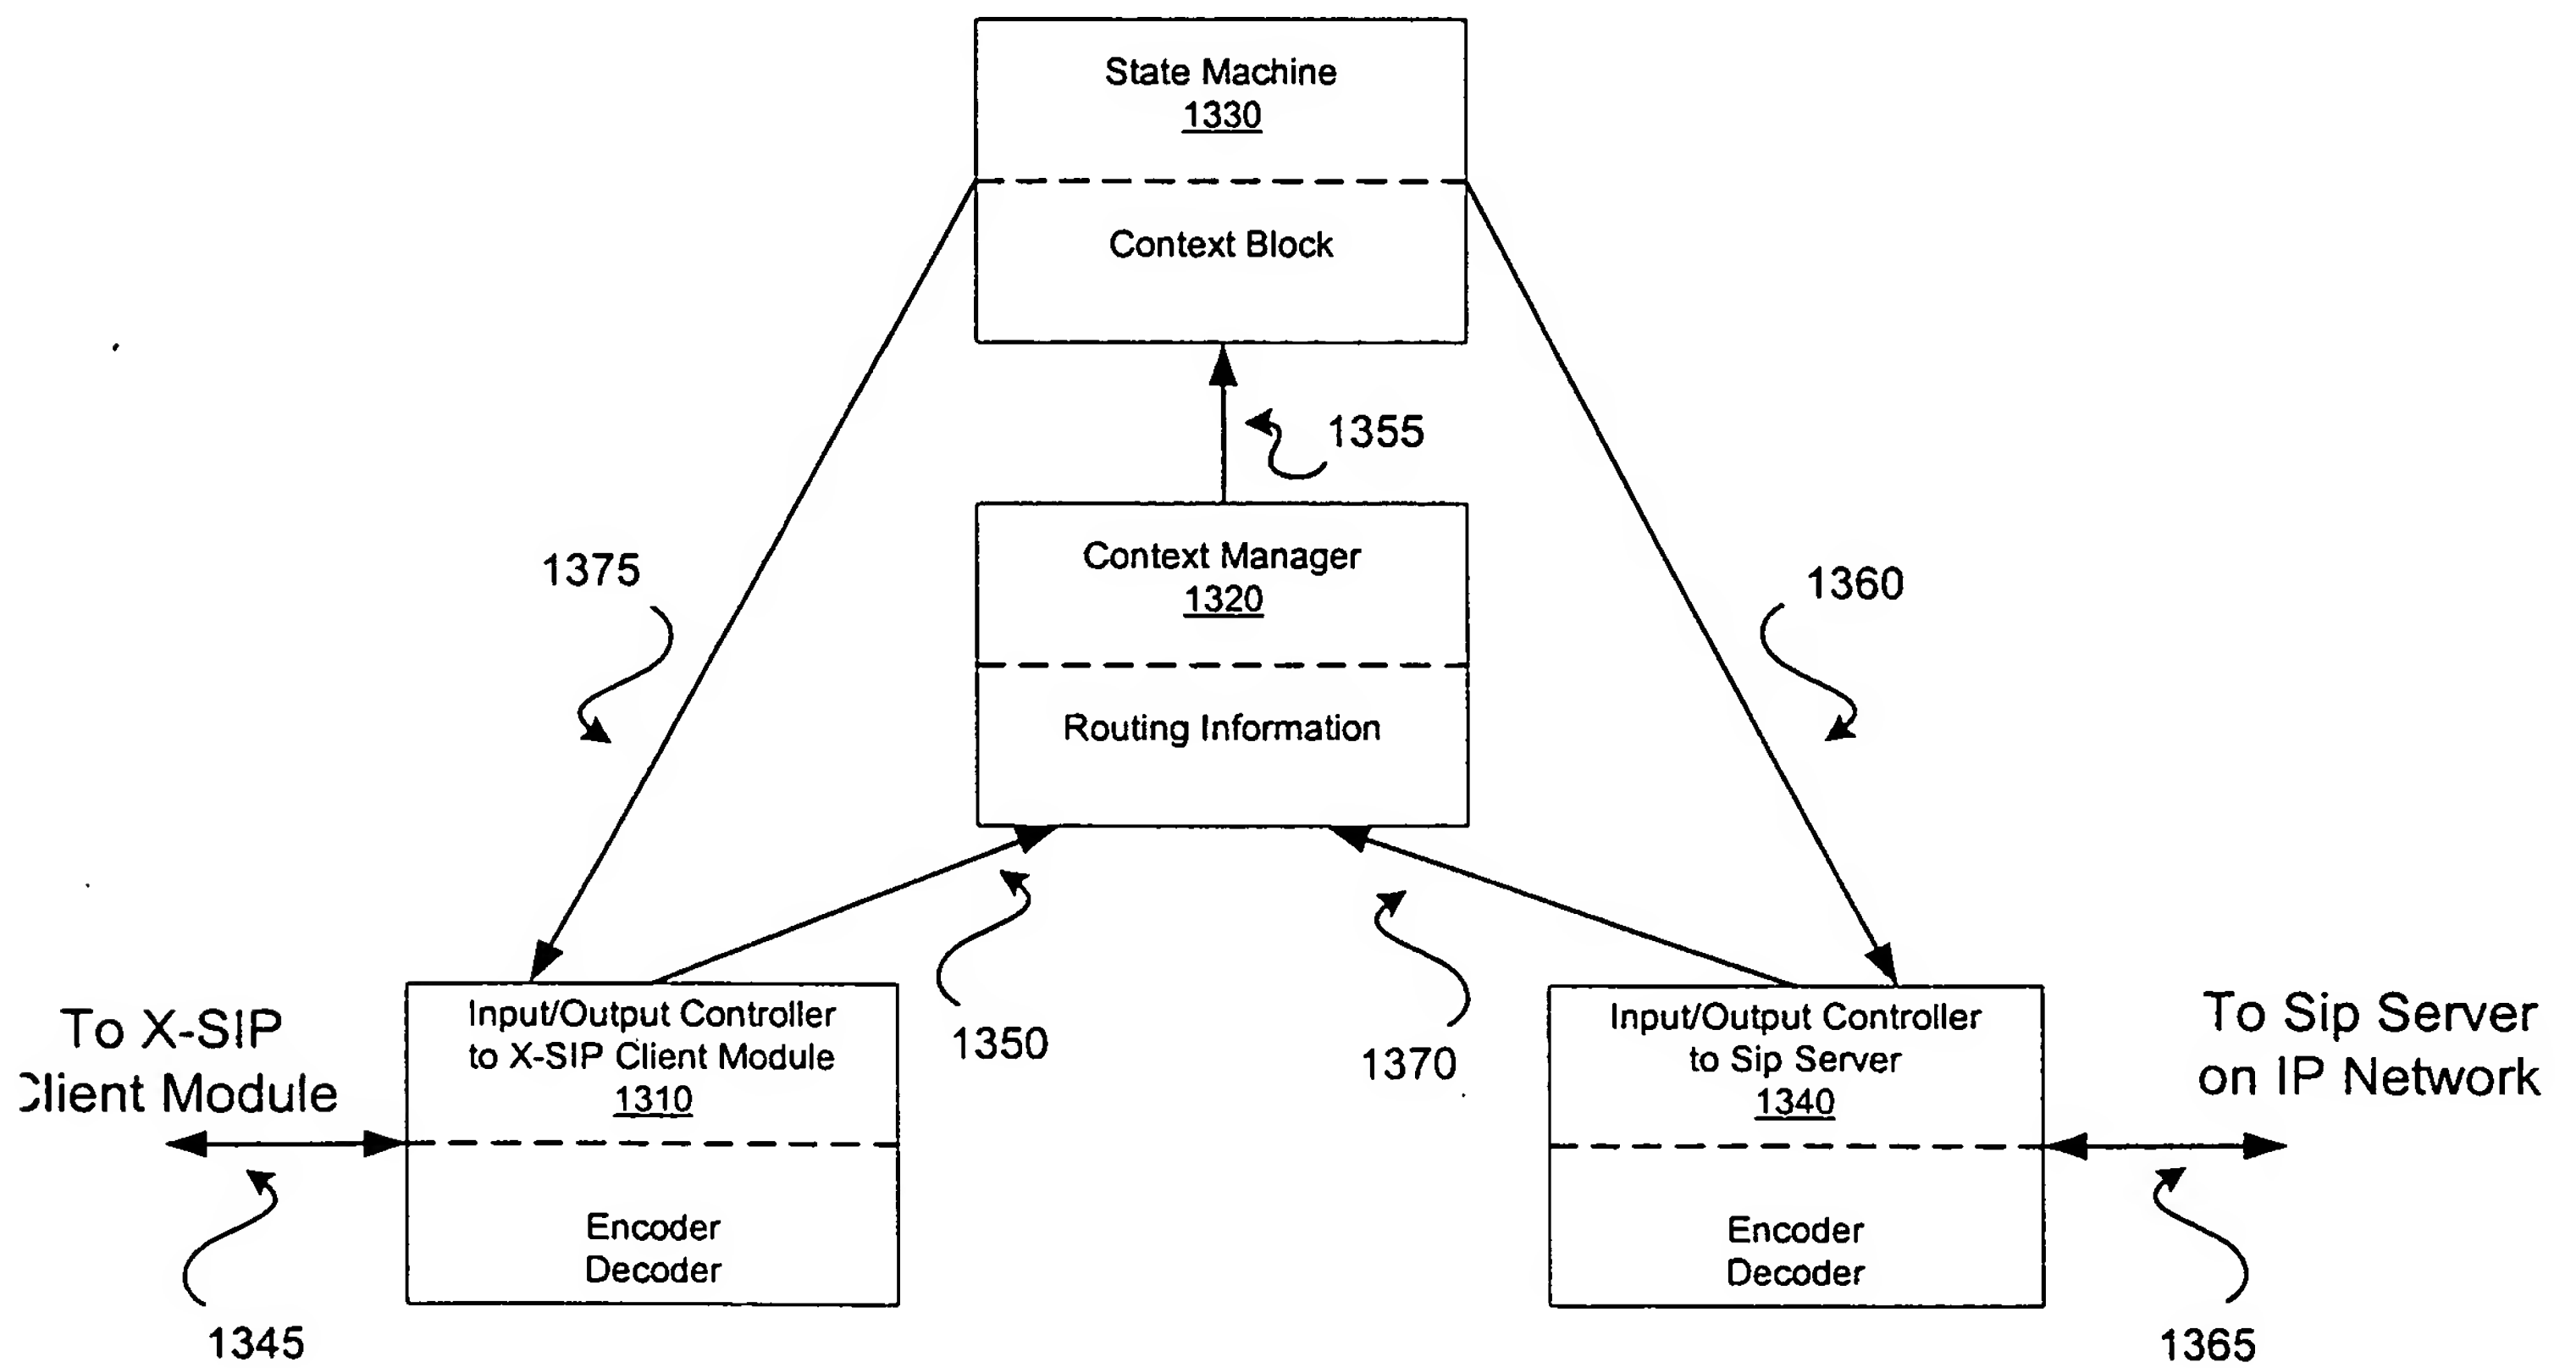 State Machine
1330
Context Block
1355
Context Manager
1320
Routing Information
1375
1360
1350
1370
To X-SIP
Client Module
1345
Input/Output Controller
to X-SIP Client Module
1310
Encoder
Decoder
Input/Output Controller
to Sip Server
1340
Encoder
Decoder
To Sip Server
on IP Network
1365